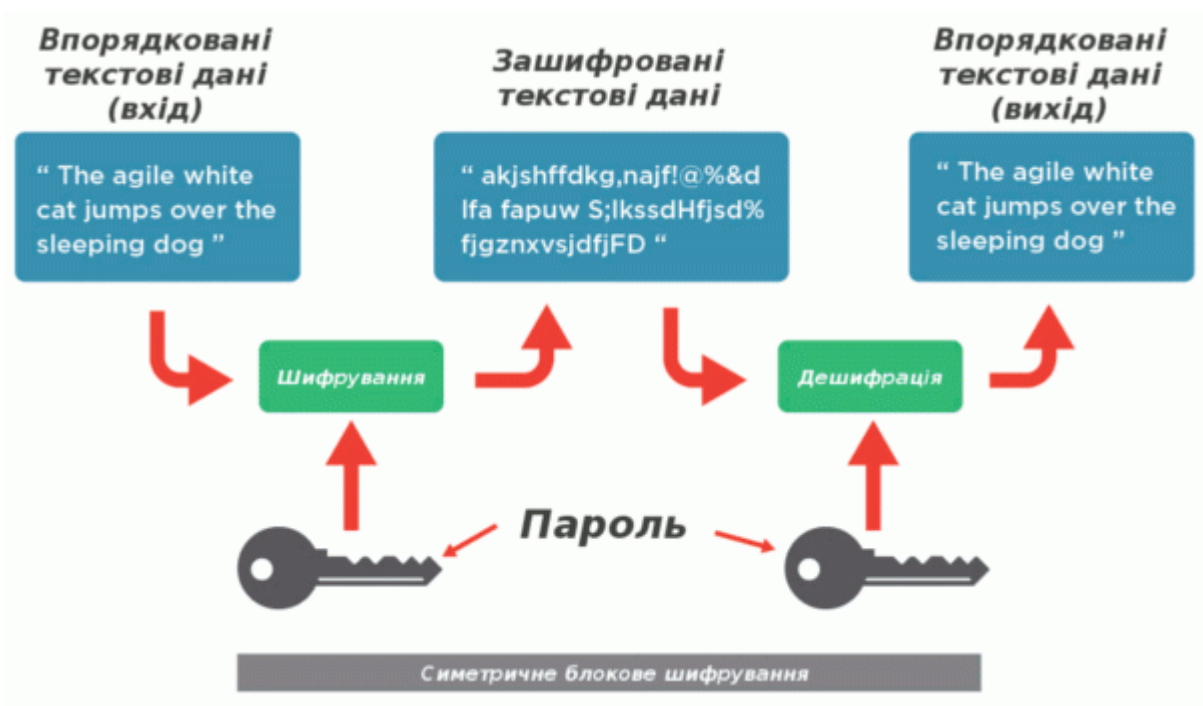 Впорядковані
текстові дані
(вхід)
“ The agile white
cat jumps over the
sleeping dog ”
Зашифровані
текстові дані
“ akjshffdkg,najf!@%&d
lfa fapuw S;lkssdHfjsd%
fjgznxvsjdfjFD “
Впорядковані
текстові дані
(вихід)
“ The agile white
cat jumps over the
sleeping dog ”
Шифрування
Дешифрація
Пароль
Симетричне блокове шифрування